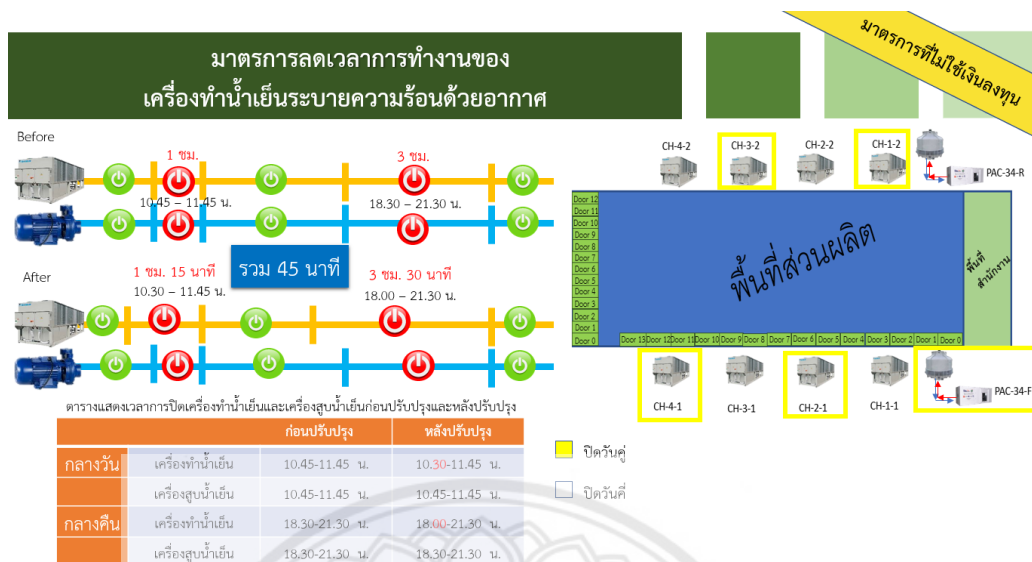 มาตรการลดเวลาการทำงานของ
เครื่องทำน้ำเย็นระบายความร้อนด้วยอากาศ
มาตรการที่ไม่ใช้เงินลงทุน
Before
1 ชม.
3 ชม.
10.45 – 11.45 น.
18.30 – 21.30 น.
รวม 45 นาที
After
1 ชม. 15 นาที
10.30 – 11.45 น.
3 ชม. 30 นาที
18.00 – 21.30 น.
CH-4-2
CH-3-2
CH-2-2
CH-1-2
PAC-34-R
Door 12
Door 11
Door 10
Door 9
Door 8
Door 7
Door 6
Door 5
Door 4
Door 3
Door 2
Door 1
Door 0
พื้นที่ส่วนผลิต
พื้นที่
สำนักงาน
Door 13 Door 12 Door 11 Door 10 Door 9 Door 8 Door 7 Door 6 Door 5 Door 4 Door 3 Door 2 Door 1 Door 0
CH-4-1
CH-3-1
CH-2-1
CH-1-1
PAC-34-F
ตารางแสดงเวลาการปิดเครื่องทำน้ำเย็นและเครื่องสูบน้ำเย็นก่อนปรับปรุงและหลังปรับปรุง
ก่อนปรับปรุง หลังปรับปรุง
กลางวัน เครื่องทำน้ำเย็น 10.45-11.45 น. 10.30-11.45 น.
เครื่องสูบน้ำเย็น 10.45-11.45 น. 10.45-11.45 น.
กลางคืน เครื่องทำน้ำเย็น 18.30-21.30 น. 18.00-21.30 น.
เครื่องสูบน้ำเย็น 18.30-21.30 น. 18.30-21.30 น.
ปิดวันคู่
ปิดวันคี่